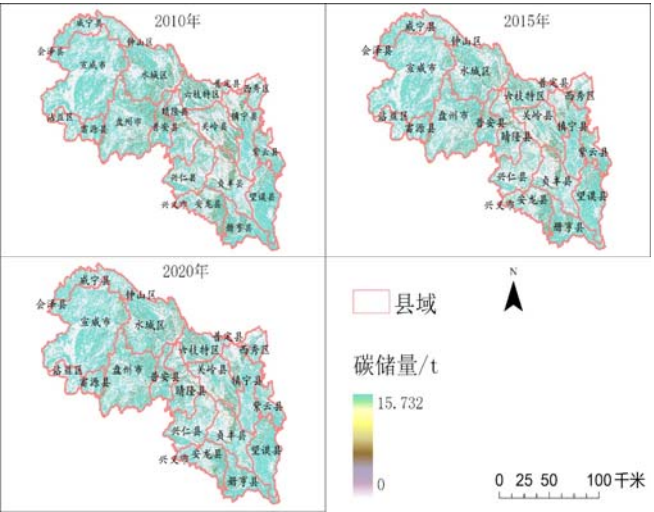 2010年
威宁县
会泽县
钟山区
宣威市
水城区
六枝特区
普定县
西秀区
沾益区
富源县
盘州市
普安县
晴隆县
关岭县
镇宁县
紫云县
兴仁县
贞丰县
望谟县
兴义市
安龙县
册亨县
2015年
威宁县
会泽县
钟山区
宣威市
水城区
六枝特区
普定县
西秀区
沾益区
富源县
盘州市
普安县
晴隆县
关岭县
镇宁县
紫云县
兴仁县
贞丰县
望谟县
兴义市
安龙县
册亨县
2020年
威宁县
会泽县
钟山区
宣威市
水城区
六枝特区
普定县
西秀区
沾益区
富源县
盘州市
普安县
晴隆县
关岭县
镇宁县
紫云县
兴仁县
贞丰县
望谟县
兴义市
安龙县
册亨县
N
县域
碳储量/t
15.732
0
0 25 50 100千米